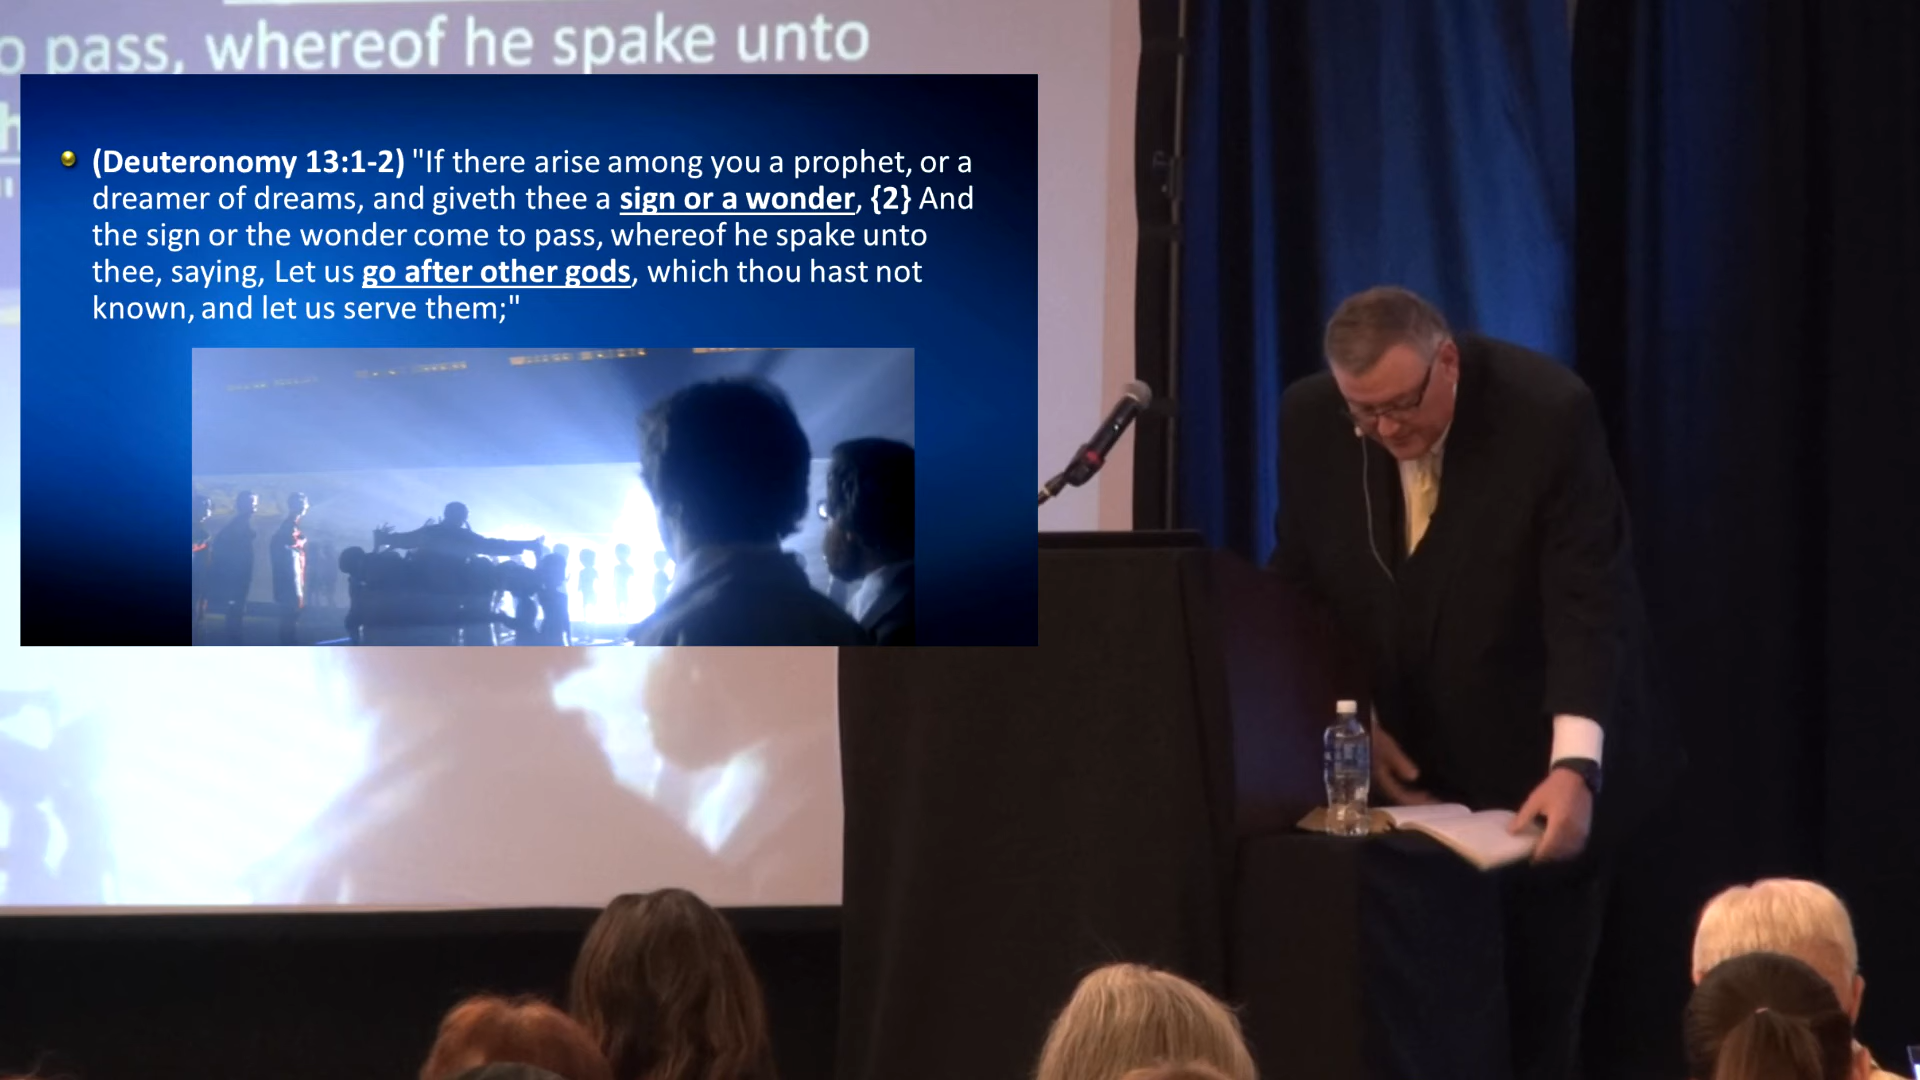 o pass, whereof he spake unto
(Deuteronomy 13:1-2) "If there arise among you a prophet, or a
dreamer of dreams, and giveth thee a sign or a wonder, {2} And
the sign or the wonder come to pass, whereof he spake unto
thee, saying, Let us go after other gods, which thou hast not
known, and let us serve them;"